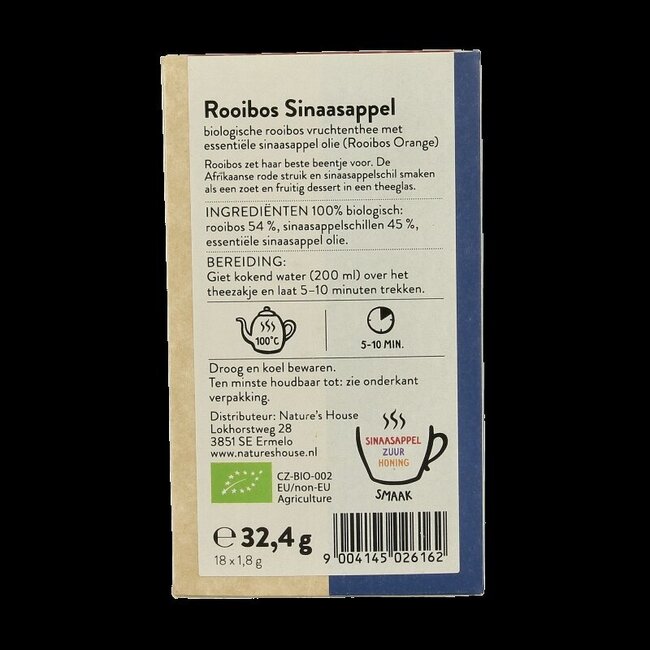 Rooibos Sinaasappel
biologische rooibos vruchtenthee met
essentiële sinaasappel olie (Rooibos Orange)
Rooibos zet haar beste beentje voor. De
Afrikaanse rode struik en sinaasappelschil smaken
als een zoet en fruitig dessert in een theeglas.
INGREDIËNTEN 100% biologisch:
rooibos 54 %, sinaasappelschillen 45 %,
essentiële sinaasappel olie.
BEREIDING:
Giet kokend water (200 ml) over het
theezakje en laat 5-10 minuten trekken.
100°C
5-10 MIN.
Droog en koel bewaren.
Ten minste houdbaar tot: zie onderkant
verpakking.
Distributeur: Nature's House
Lokhorstweg 28
3851 SE Ermelo
www.natureshouse.nl
SINAASAPPEL
ZUUR
HONING
SMAAK
CZ-BIO-002
EU/non-EU
Agriculture
℮ 32,4 g
18 x 1,8 g
9 004145 026162